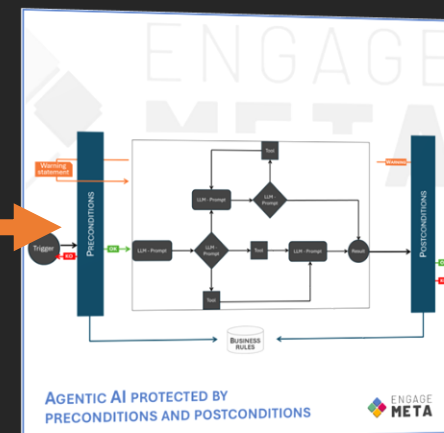 ENGAGE
META
Warning
statement
Trigger
NO
PRECONDITIONS
OK
LLM - Prompt
LLM -
Prompt
LLM - Prompt
Tool
LLM -
Prompt
Tool
LLM - Prompt
Tool
Result
POSTCONDITIONS
BUSINESS
RULES
AGENTIC AI PROTECTED BY
PRECONDITIONS AND POSTCONDITIONS
ENGAGE
META